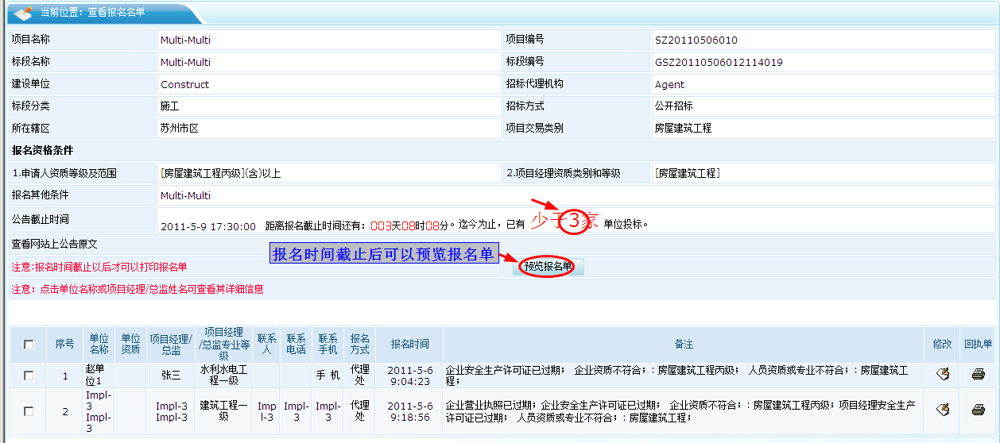 当前位置：查看报名名单
项目名称 Multi-Multi 项目编号 SZ20110506010
标段名称 Multi-Multi 标段编号 GSZ20110506012114019
建设单位 Construct 招标代理机构 Agent
标段分类 施工 招标方式 公开招标
所在辖区 苏州市区 项目交易类别 房屋建筑工程
报名资格条件
1.申请人资质等级及范围 [房屋建筑工程丙级](含)以上 2.项目经理资质类别和等级 [房屋建筑工程]
报名其他条件 Multi-Multi
公告截止时间 2011-5-9 17:30:00 距离报名截止时间还有：003天08时08分。迄今为止，已有 少于3家 单位投标。
查看网站上公告原文
报名时间截止后可以预览报名单
注意:报名时间截止以后才可以打印报名单 预览报名单
注意：点击单位名称或项目经理/总监姓名可查看其详细信息
序号 单位名称 单位资质 项目经理/总监 项目经理/总监专业等级 联系人 联系电话 联系手机 报名方式 报名时间 备注 修改 回执单
1 赵单位1 张三 水利水电工程一级 手 机 代理处 2011-5-6 9:04:23 企业安全生产许可证已过期； 企业资质不符合；：房屋建筑工程丙级； 人员资质或专业不符合；：房屋建筑工程；
2 Impl-3 Impl-3 Impl-3 Impl-3 建筑工程一级 Impl-3 Impl-3 Impl-3 代理处 2011-5-6 9:18:56 企业营业执照已过期；企业安全生产许可证已过期； 企业资质不符合；：房屋建筑工程丙级；项目经理安全生产许可证已过期； 人员资质或专业不符合；：房屋建筑工程；